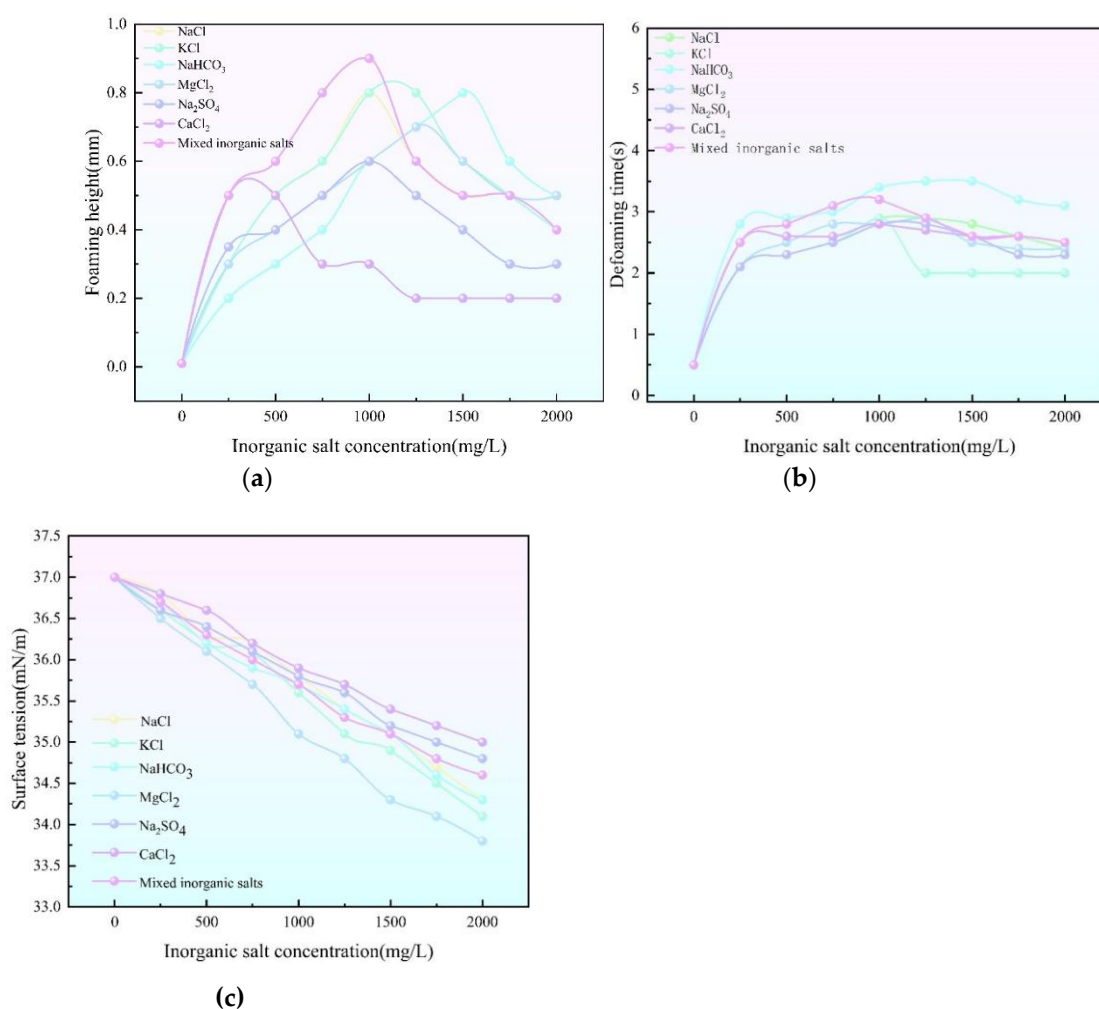 (a)
1.0
0.8
0.6
0.4
0.2
0.0
Foaming height(mm)
NaCl
KCl
NaHCO₃
MgCl₂
Na₂SO₄
CaCl₂
Mixed inorganic salts
0 500 1000 1500 2000
Inorganic salt concentration(mg/L)
(a)
6
5
4
3
2
1
0
Defoaming time(s)
NaCl
KCl
NaHCO₃
MgCl₂
Na₂SO₄
CaCl₂
Mixed inorganic salts
0 500 1000 1500 2000
Inorganic salt concentration(mg/L)
(b)
37.5
37.0
36.5
36.0
35.5
35.0
34.5
34.0
33.5
33.0
Surface tension(mN/m)
NaCl
KCl
NaHCO₃
MgCl₂
Na₂SO₄
CaCl₂
Mixed inorganic salts
0 500 1000 1500 2000
Inorganic salt concentration(mg/L)
(c)